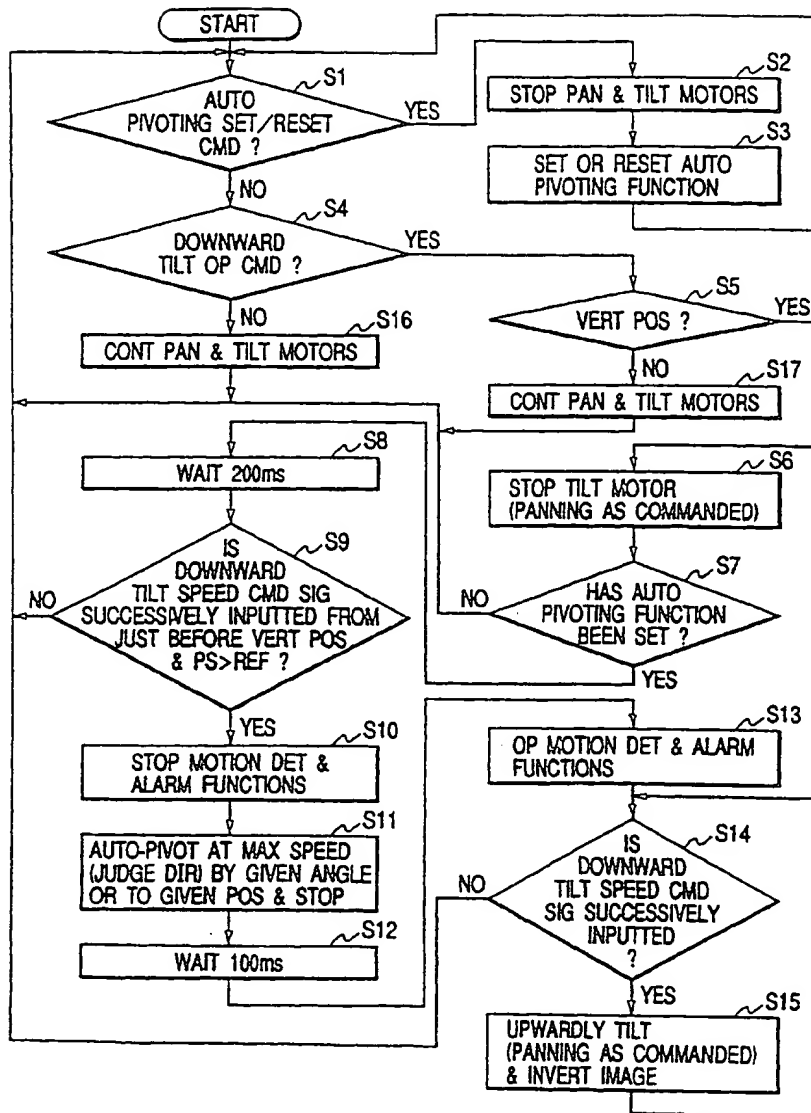 START
S1
AUTO
PIVOTING SET/RESET
CMD ?
YES
NO
S2
STOP PAN & TILT MOTORS
S3
SET OR RESET AUTO
PIVOTING FUNCTION
S4
DOWNWARD
TILT OP CMD ?
YES
NO
S5
VERT POS ?
YES
NO
S16
CONT PAN & TILT MOTORS
S17
CONT PAN & TILT MOTORS
S6
STOP TILT MOTOR
(PANNING AS COMMANDED)
S7
HAS AUTO
PIVOTING FUNCTION
BEEN SET ?
NO
YES
S8
WAIT 200ms
S9
IS
DOWNWARD
TILT SPEED CMD SIG
SUCCESSIVELY INPUTTED FROM
JUST BEFORE VERT POS
& PS>REF ?
NO
YES
S10
STOP MOTION DET &
ALARM FUNCTIONS
S11
AUTO-PIVOT AT MAX SPEED
(JUDGE DIR) BY GIVEN ANGLE
OR TO GIVEN POS & STOP
S12
WAIT 100ms
S13
OP MOTION DET & ALARM
FUNCTIONS
S14
IS
DOWNWARD
TILT SPEED CMD
SIG SUCCESSIVELY
INPUTTED
?
NO
YES
S15
UPWARDLY TILT
(PANNING AS COMMANDED)
& INVERT IMAGE